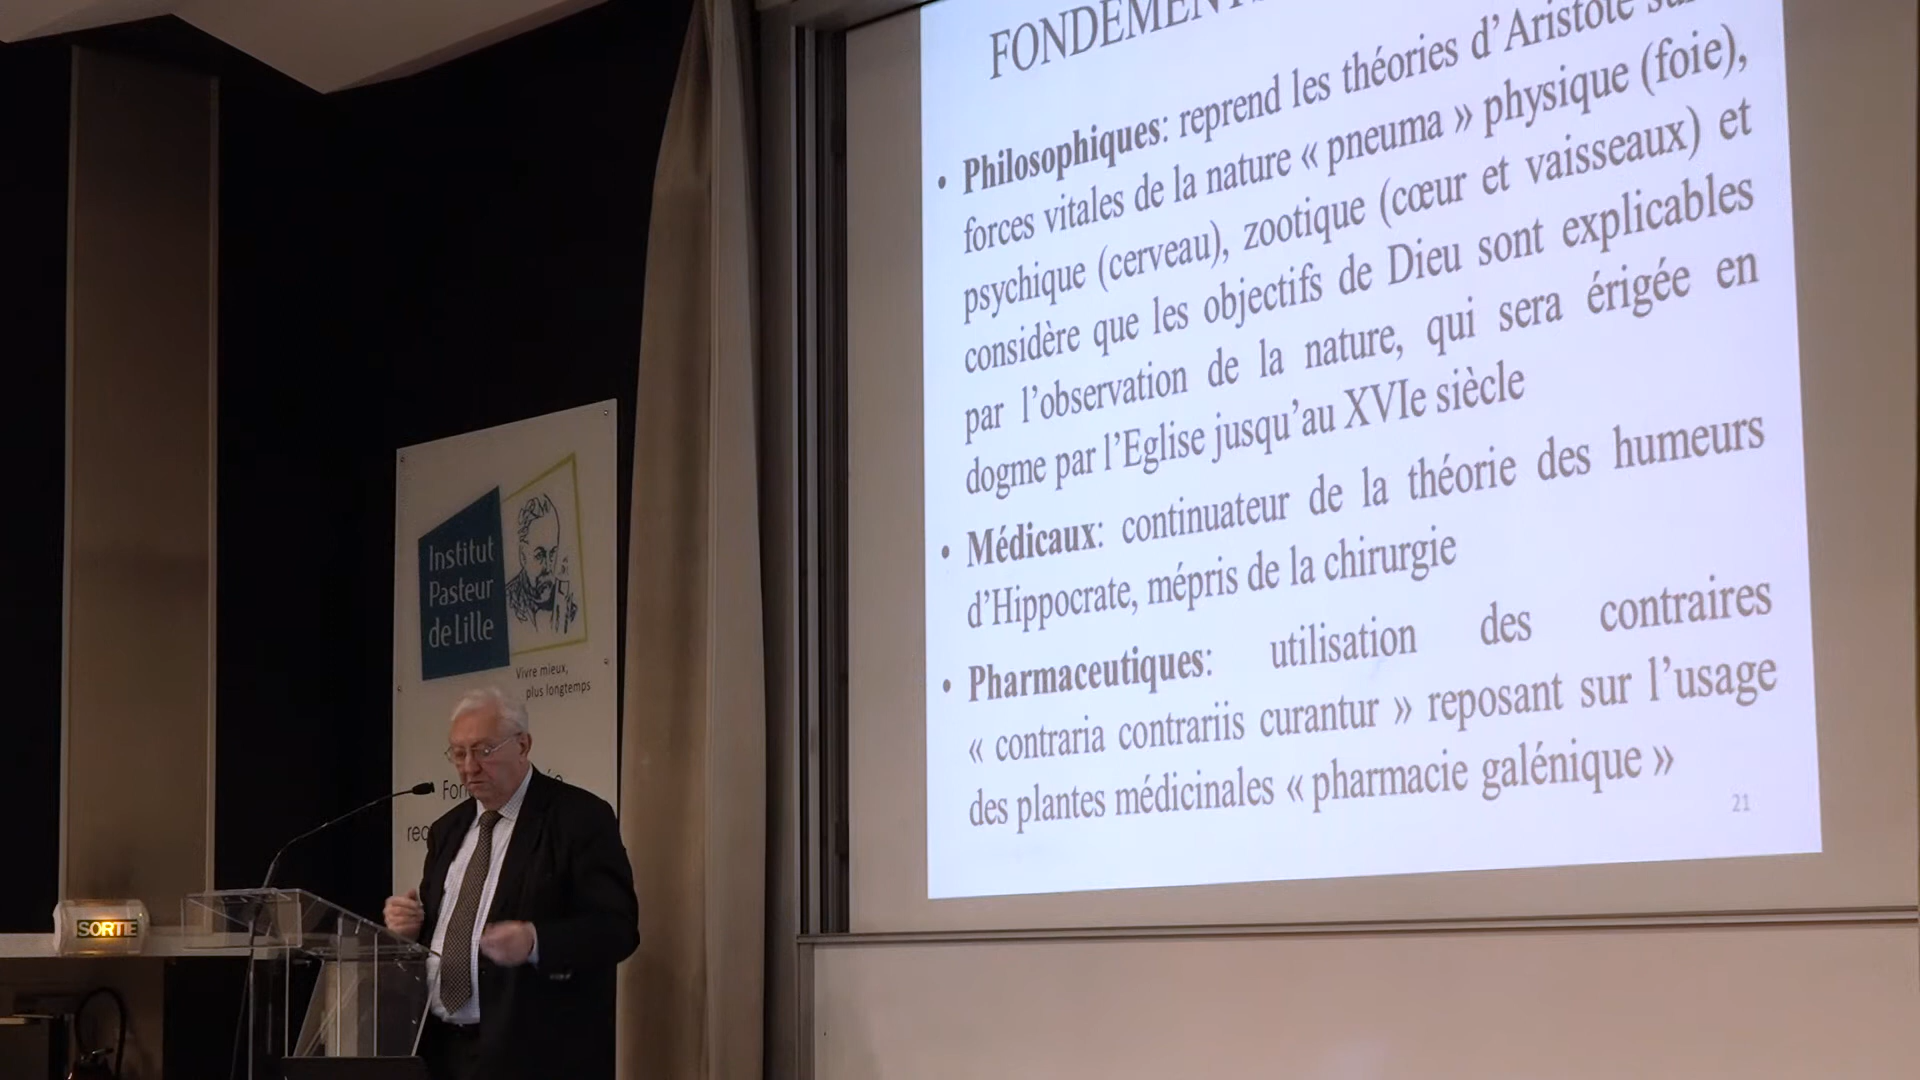 FONDEMENT
• Philosophiques: reprend les théories d’Aristote
forces vitales de la nature « pneuma » physique (foie),
psychique (cerveau), zootique (cœur et vaisseaux) et
considère que les objectifs de Dieu sont explicables
par l’observation de la nature, qui sera érigée en
dogme par l’Eglise jusqu’au XVIe siècle
• Médicaux: continuateur de la théorie des humeurs
d’Hippocrate, mépris de la chirurgie
• Pharmaceutiques: utilisation des contraires
« contraria contrariis curantur » reposant sur l’usage
des plantes médicinales « pharmacie galénique »
21
Institut
Pasteur
de Lille
Vivre mieux,
plus longtemps
SORTIE